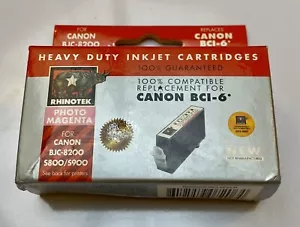 FOR
CANON
BJC-8200
REPLACES
CANON
BCI-6*
HEAVY DUTY INKJET CARTRIDGES
100% GUARANTEED
RHINOTEK
PHOTO
MAGENTA
FOR
CANON
BJC-8200
S800/S900
See back for printers
100% COMPATIBLE
REPLACEMENT FOR
CANON BCI-6*
NEW